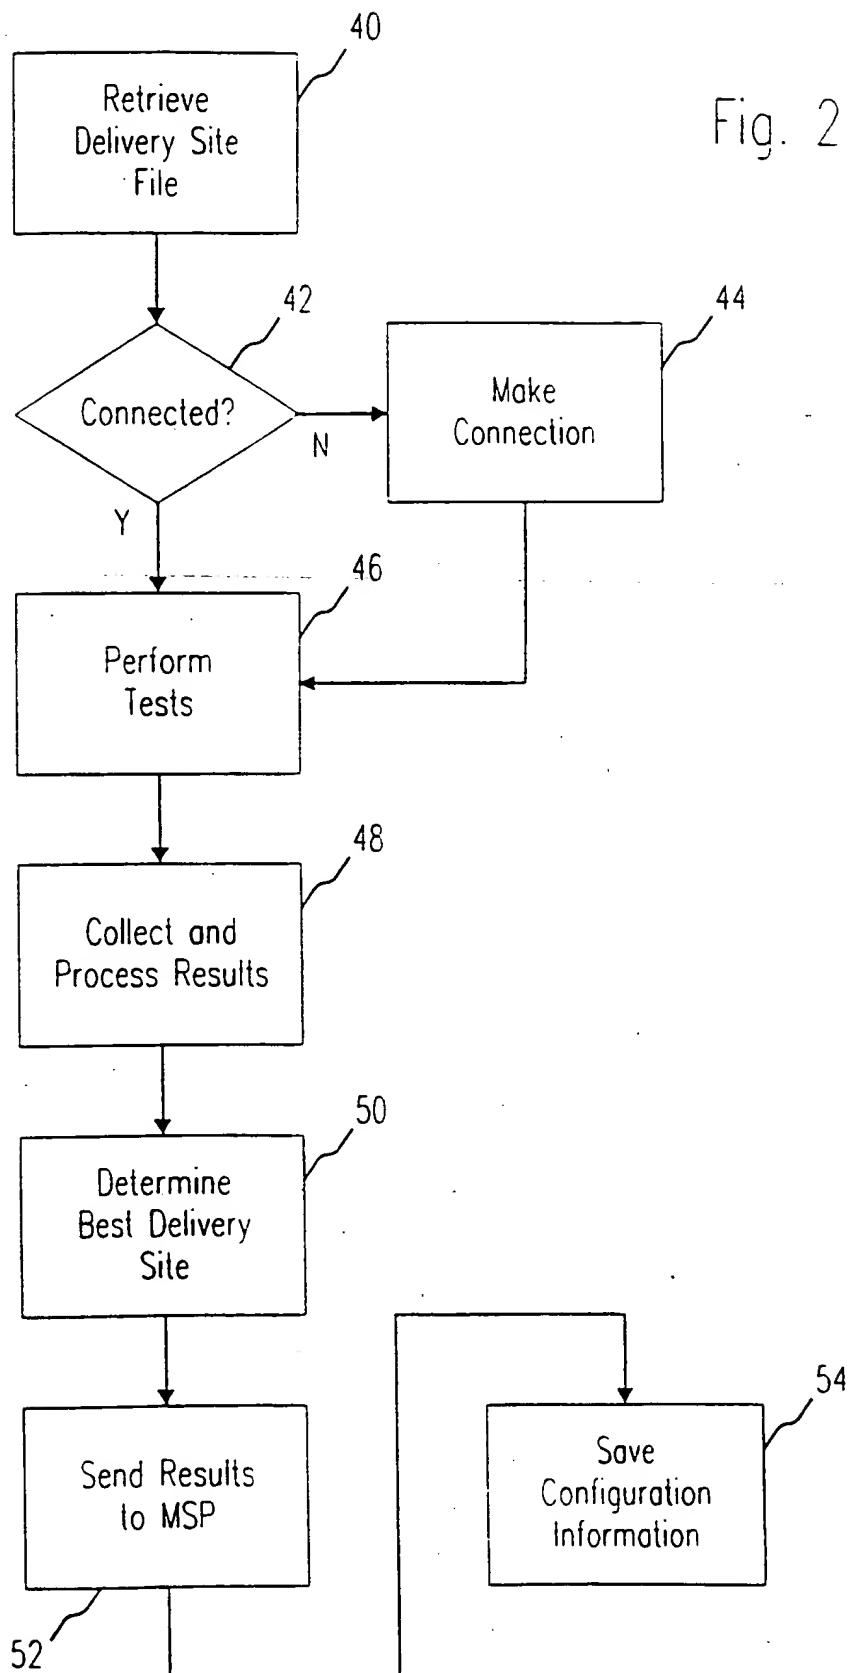 40
Retrieve
Delivery Site
File
Fig. 2
42
Connected?
N
Y
44
Make
Connection
46
Perform
Tests
48
Collect and
Process Results
50
Determine
Best Delivery
Site
Send Results
to MSP
52
54
Save
Configuration
Information